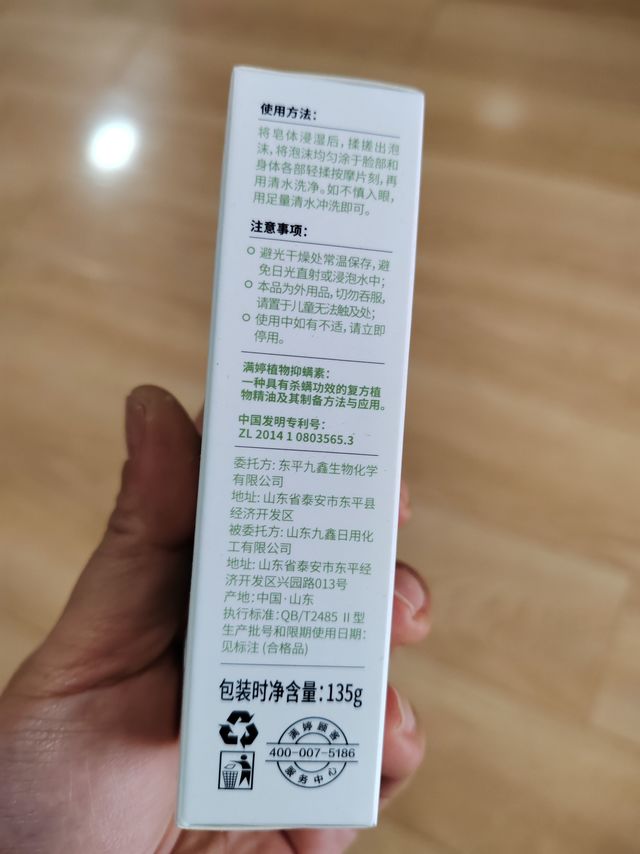 使用方法：
将皂体浸湿后，揉搓出泡
沫，将泡沫均匀涂于脸部和
身体各部轻揉按摩片刻，再
用清水洗净。如不慎入眼，
用足量清水冲洗即可。
注意事项：
避光干燥处常温保存，避
免日光直射或浸泡水中；
本品为外用品，切勿吞服，
请置于儿童无法触及处；
使用中如有不适，请立即
停用。
满婷植物抑螨素：
一种具有杀螨功效的复方植
物精油及其制备方法与应用。
中国发明专利号：
ZL 2014 1 0803565.3
委托方：东平九鑫生物化学
有限公司
地址：山东省泰安市东平县
经济开发区
被委托方：山东九鑫日用化
工有限公司
地址：山东省泰安市东平经
济开发区兴园路013号
产地：中国·山东
执行标准：QB/T2485 II型
生产批号和限期使用日期：
见标注（合格品）
包装时净含量：135g
满婷顾客
400-007-5186
服务中心